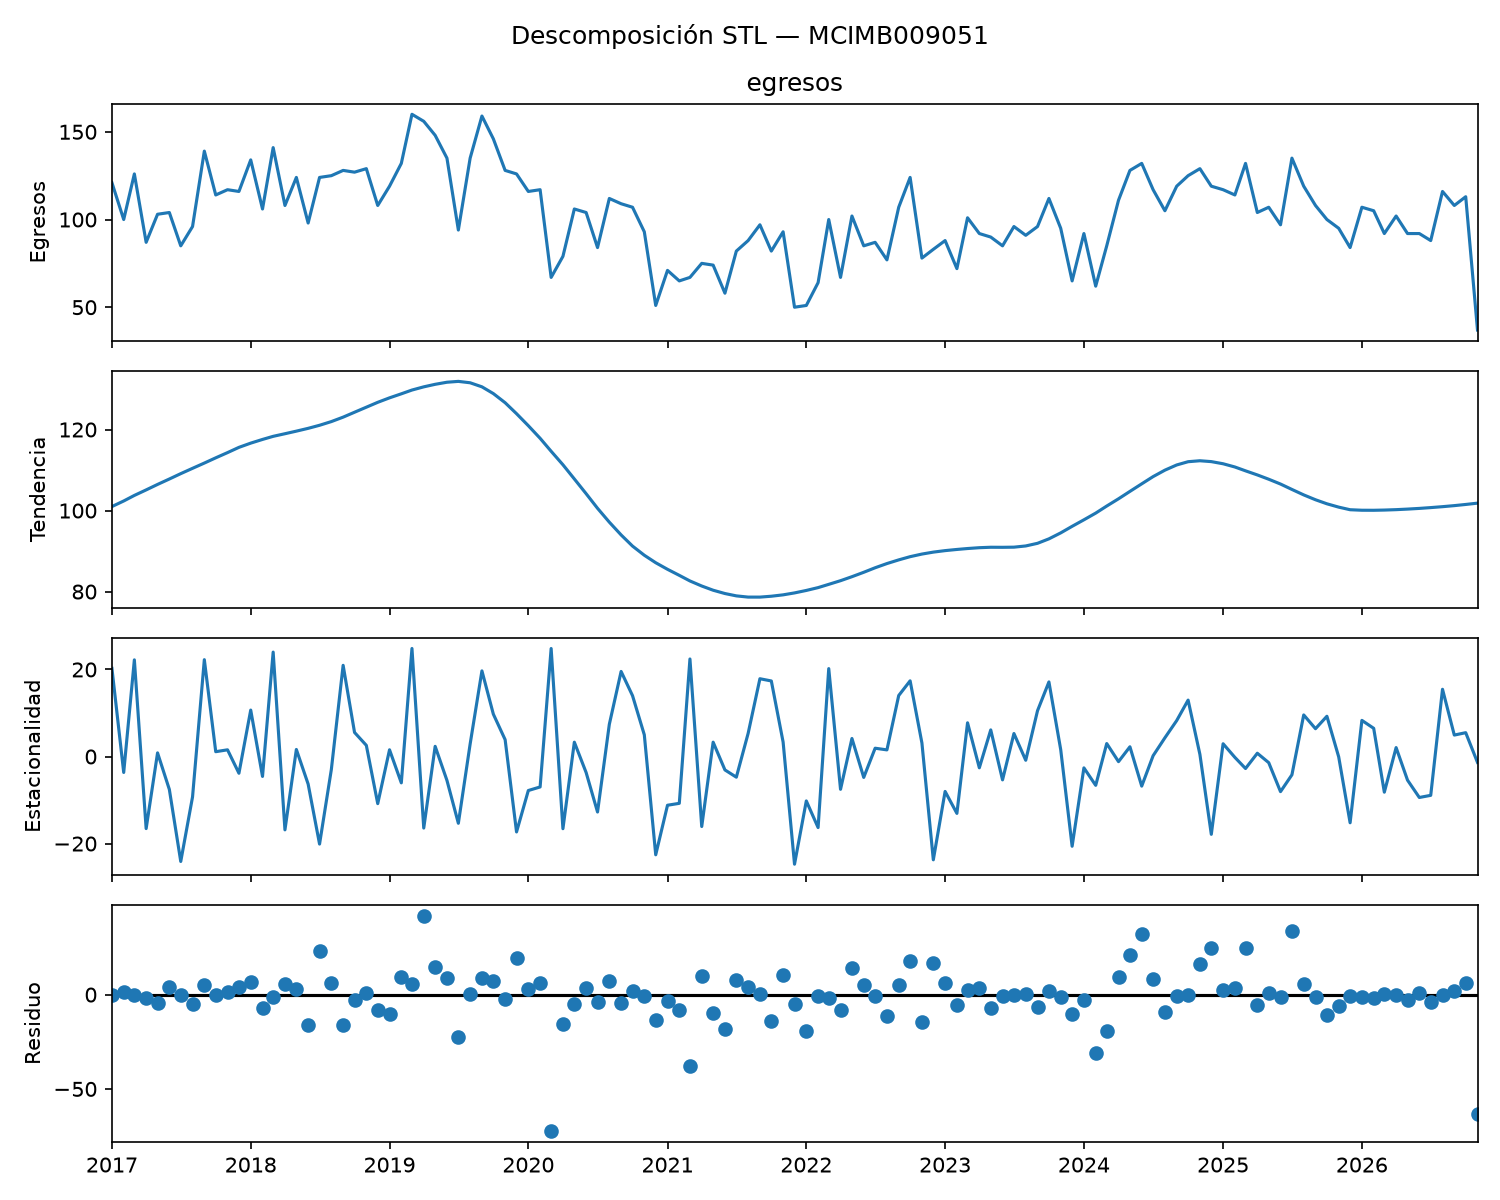 Descomposición STL — MCIMB009051
egresos
Egresos
150
100
50
Tendencia
120
100
80
Estacionalidad
20
0
−20
Residuo
0
−50
2017 2018 2019 2020 2021 2022 2023 2024 2025 2026